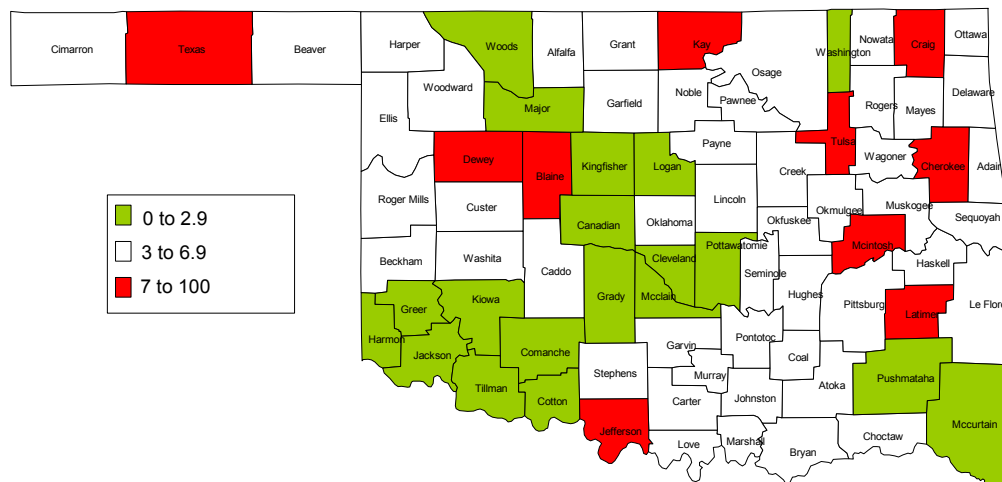 Cimarron
Texas
Beaver
Harper
Woods
Alfalfa
Grant
Kay
Osage
Washington
Nowata
Craig
Ottawa
Woodward
Ellis
Major
Garfield
Noble
Pawnee
Rogers
Mayes
Delaware
Dewey
Blaine
Kingfisher
Logan
Payne
Creek
Tulsa
Wagoner
Cherokee
Adair
Roger Mills
Custer
Canadian
Oklahoma
Lincoln
Okfuskee
Okmulgee
Muskogee
Sequoyah
Beckham
Washita
Caddo
Cleveland
Pottawatomie
Seminole
Mcintosh
Haskell
Greer
Kiowa
Grady
Mcclain
Hughes
Pittsburg
Latimer
Le Flore
Harmon
Jackson
Comanche
Stephens
Garvin
Pontotoc
Coal
Murray
Atoka
Pushmataha
Tillman
Cotton
Jefferson
Carter
Johnston
Love
Marshall
Bryan
Choctaw
Mccurtain
0 to 2.9
3 to 6.9
7 to 100